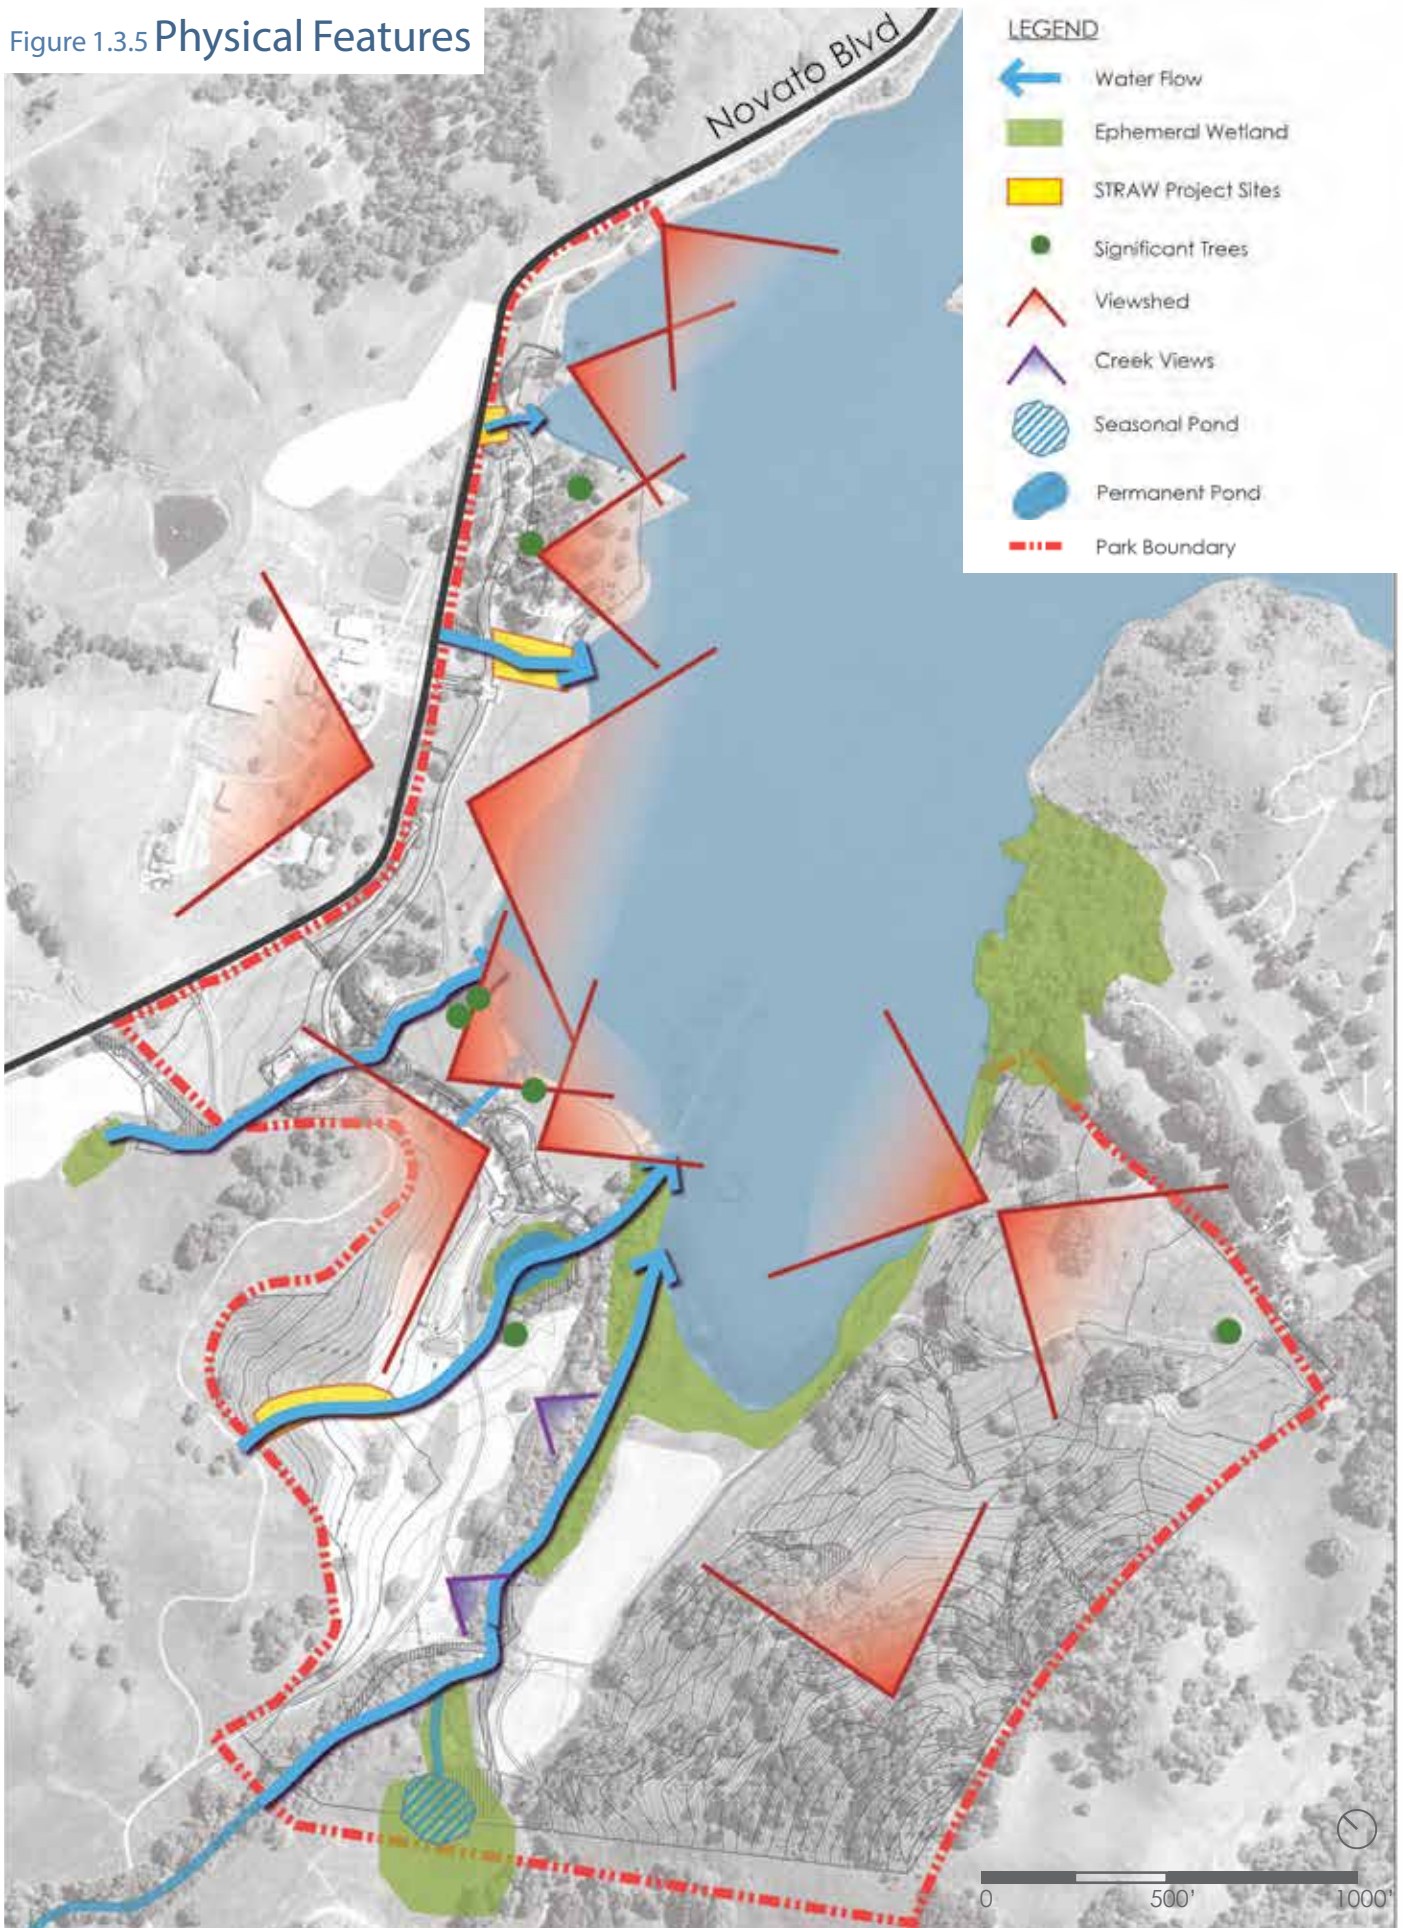 Figure 1.3.5 Physical Features
Novato Blvd
LEGEND
Water Flow
Ephemeral Wetland
STRAW Project Sites
Significant Trees
Viewshed
Creek Views
Seasonal Pond
Permanent Pond
Park Boundary
0 500' 1000'